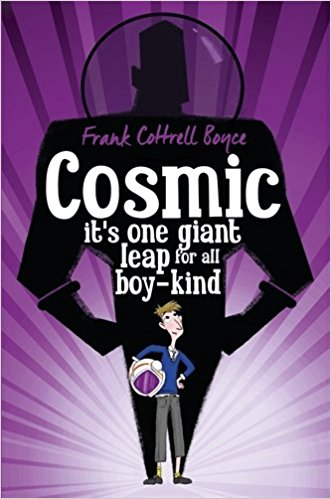 Frank Cottrell Boyce
Cosmic
it's one giant
leap for all
boy-kind